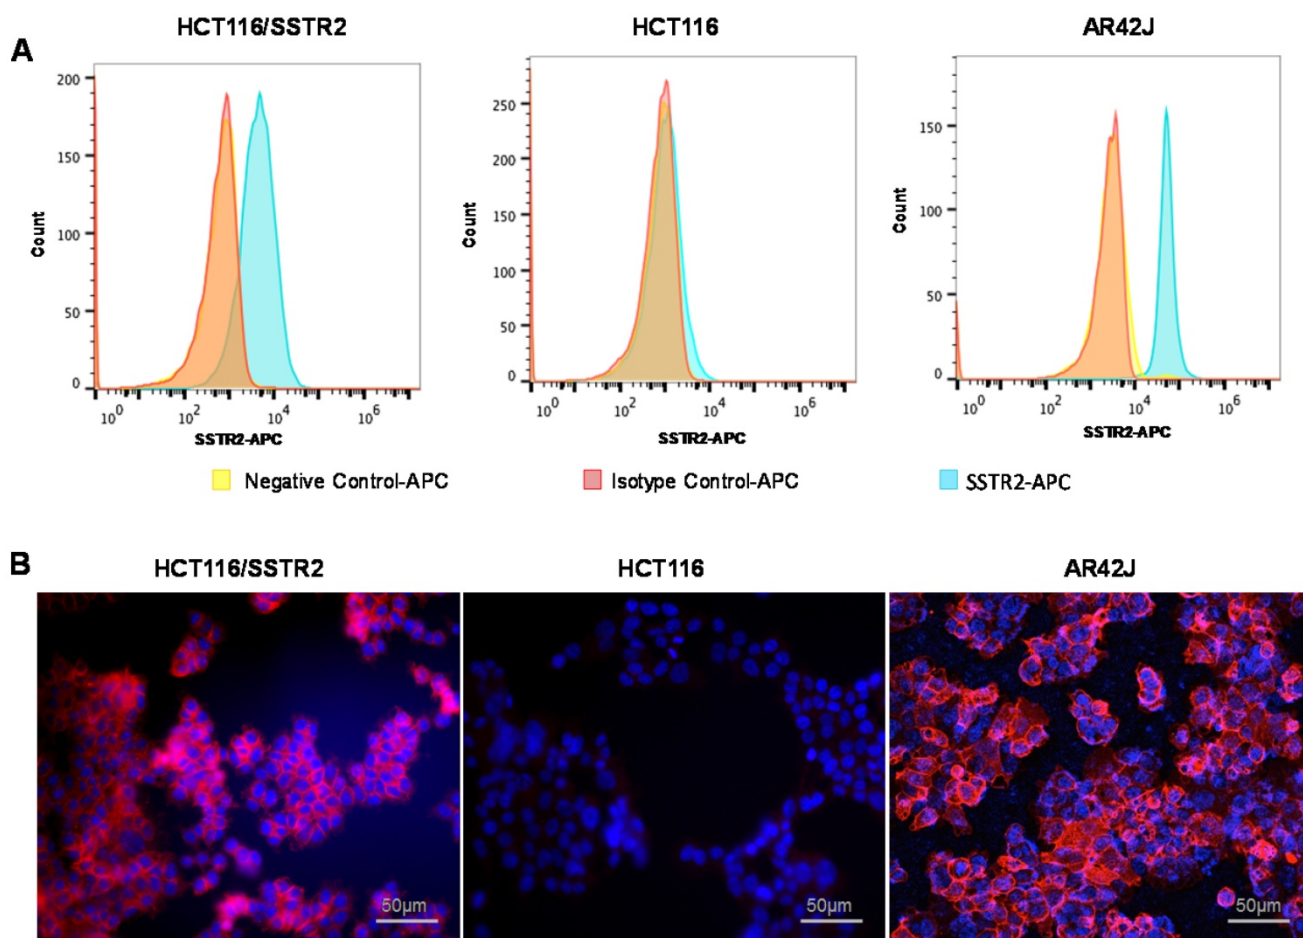 HCT116/SSTR2 HCT116 AR42J
A
200
150
100
50
0
Count
10^0 10^2 10^4 10^6
SSTR2-APC
250
200
150
100
50
0
Count
10^0 10^2 10^4 10^6
SSTR2-APC
150
100
50
0
Count
10^0 10^2 10^4 10^6
SSTR2-APC
Negative Control-APC Isotype Control-APC SSTR2-APC
B
HCT116/SSTR2 HCT116 AR42J
50µm 50µm 50µm